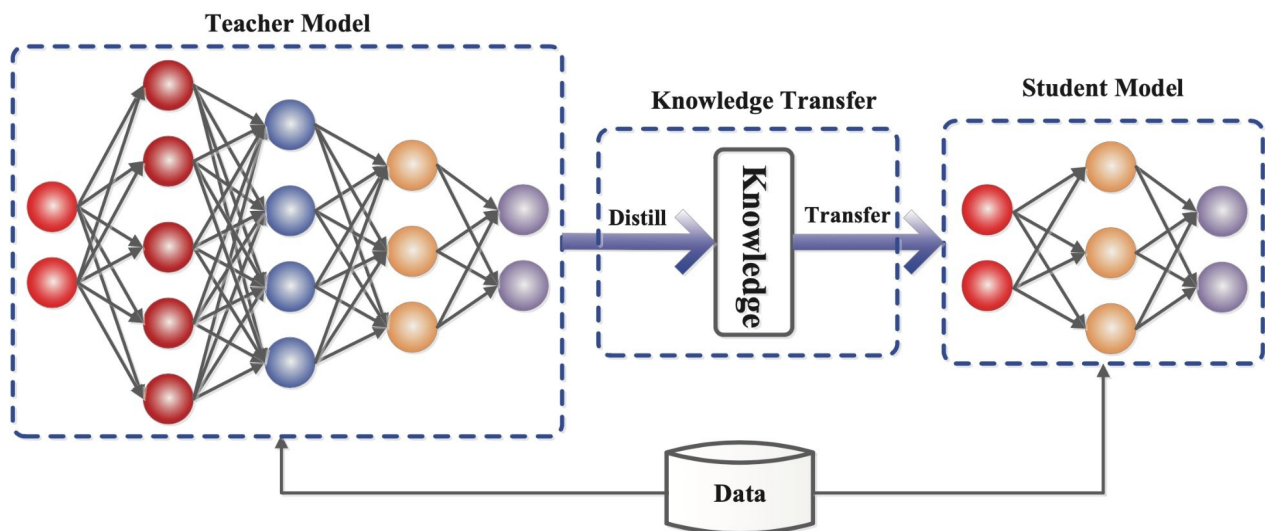 Teacher Model
Knowledge Transfer
Student Model
Distill
Knowledge
Transfer
Data